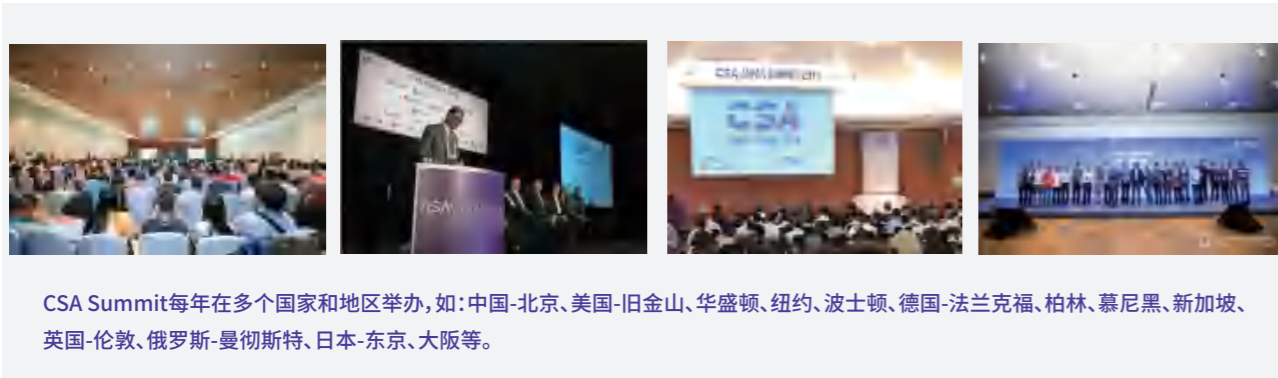 CSA
CSA
CSA Summit每年在多个国家和地区举办，如：中国-北京、美国-旧金山、华盛顿、纽约、波士顿、德国-法兰克福、柏林、慕尼黑、新加坡、
英国-伦敦、俄罗斯-曼彻斯特、日本-东京、大阪等。